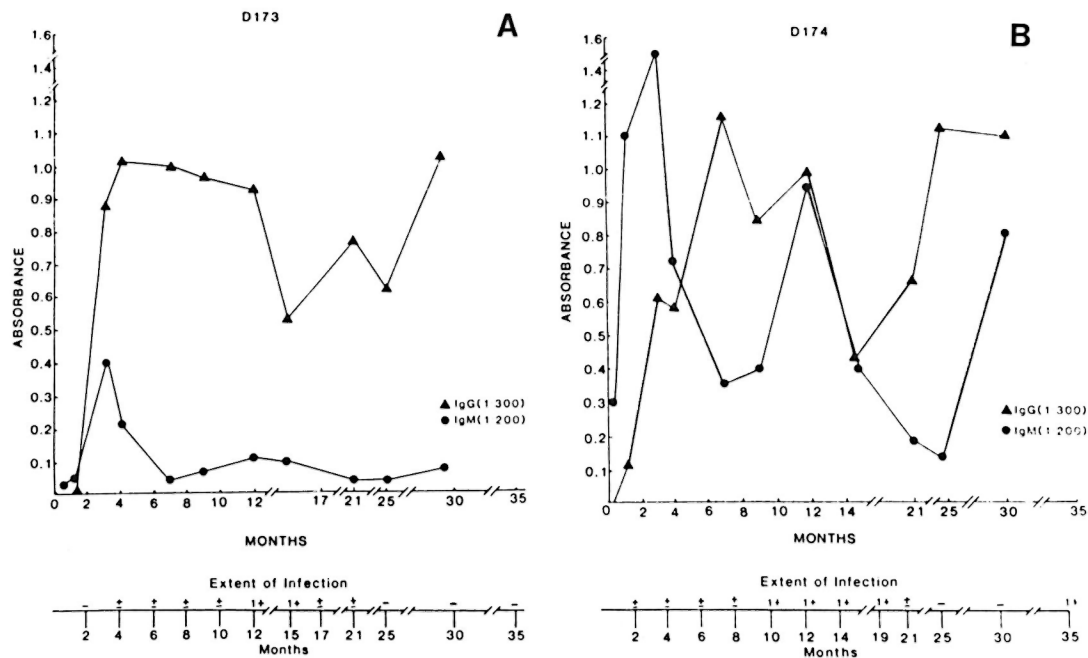 D173
A
1.6
1.4
1.2
1.1
1.0
0.9
0.8
0.7
0.6
0.5
0.4
0.3
0.2
0.1
ABSORBANCE
▲ IgG(1 300)
● IgM(1 200)
0 2 4 6 8 10 12 17 21 25 30 35
MONTHS
Extent of Infection
– ± ± ± ± 1+ 1+ ± ± – – –
2 4 6 8 10 12 15 17 21 25 30 35
Months
D174
B
1.6
1.4
1.2
1.1
1.0
0.9
0.8
0.7
0.6
0.5
0.4
0.3
0.2
0.1
ABSORBANCE
▲ IgG(1 300)
● IgM(1 200)
0 2 4 6 8 10 12 14 21 25 30 35
MONTHS
Extent of Infection
± ± ± ± 1+ 1+ 1+ 1+ ± – – 1+
2 4 6 8 10 12 14 19 21 25 30 35
Months